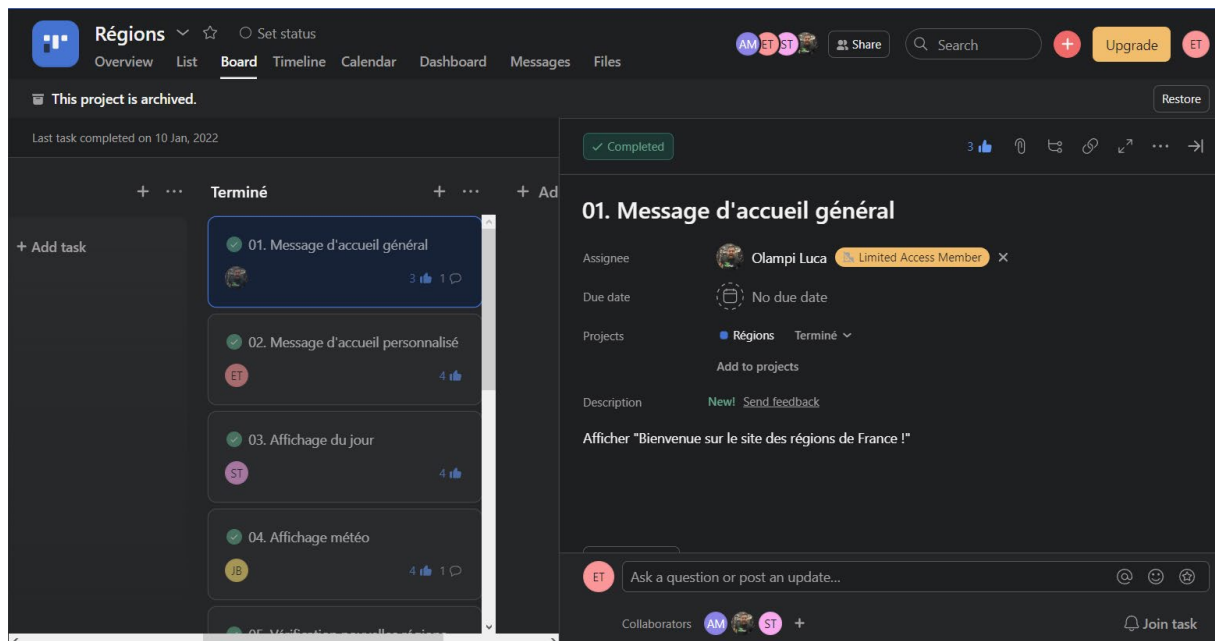 Régions
Set status
Overview List Board Timeline Calendar Dashboard Messages Files
AM ET ST
Share
Search
Upgrade
ET
This project is archived.
Restore
Last task completed on 10 Jan, 2022
+ Add task
Terminé
+ Ad
01. Message d'accueil général
3 1
02. Message d'accueil personnalisé
ET
4
03. Affichage du jour
ST
4
04. Affichage météo
JB
4 1
05. Vérification nouvelles régions
✓ Completed
3
01. Message d'accueil général
Assignee Olampi Luca Limited Access Member ×
Due date No due date
Projects Régions Terminé
Add to projects
Description New! Send feedback
Afficher "Bienvenue sur le site des régions de France !"
ET Ask a question or post an update... @
Collaborators AM ST + Join task